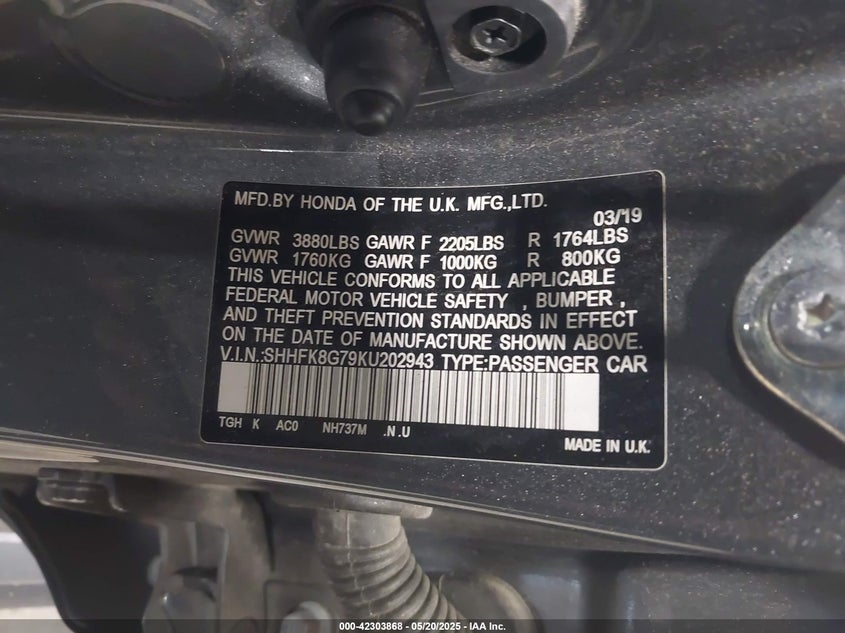 MFD.BY HONDA OF THE U.K. MFG.,LTD.
03/19
GVWR 3880LBS GAWR F 2205LBS R 1764LBS
GVWR 1760KG GAWR F 1000KG R 800KG
THIS VEHICLE CONFORMS TO ALL APPLICABLE
FEDERAL MOTOR VEHICLE SAFETY , BUMPER ,
AND THEFT PREVENTION STANDARDS IN EFFECT
ON THE DATE OF MANUFACTURE SHOWN ABOVE.
V.I.N.:SHHFK8G79KU202943 TYPE:PASSENGER CAR
TGH K AC0 NH737M .N .U
MADE IN U.K.
000-42303868 - 05/20/2025 - IAA Inc.